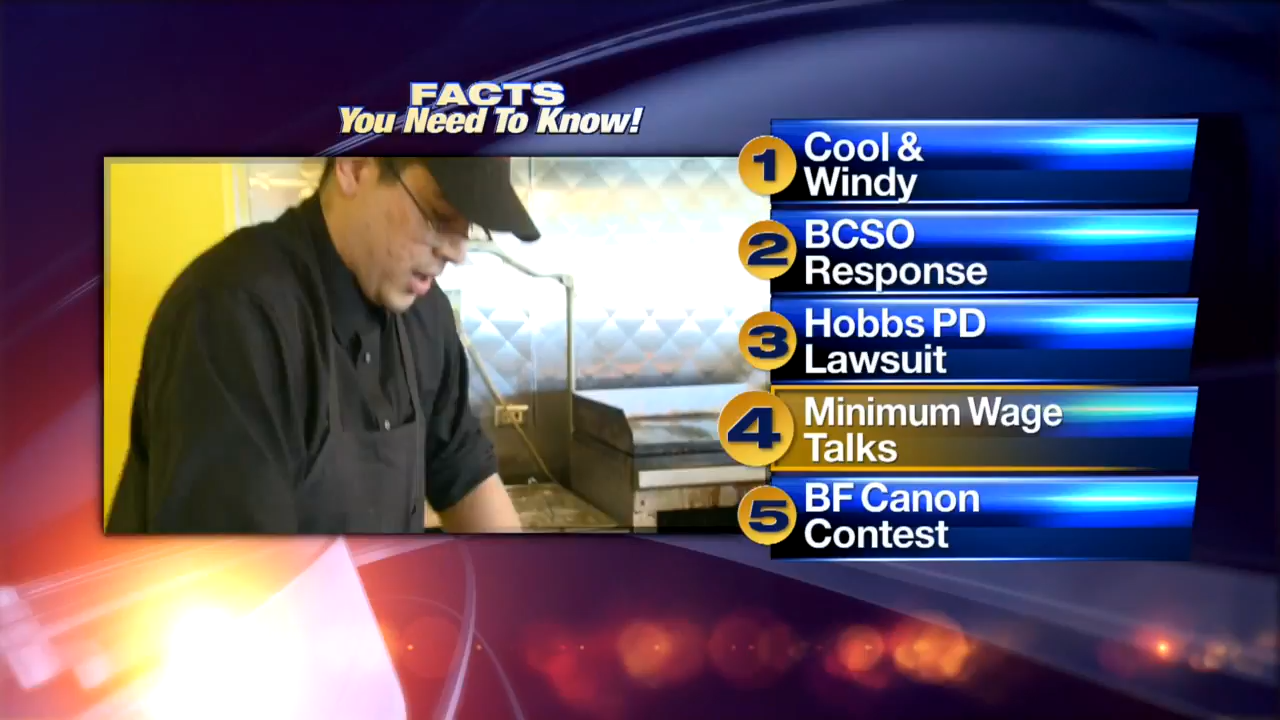 FACTS
You Need To Know!
1 Cool &
Windy
2 BCSO
Response
3 Hobbs PD
Lawsuit
4 Minimum Wage
Talks
5 BF Canon
Contest